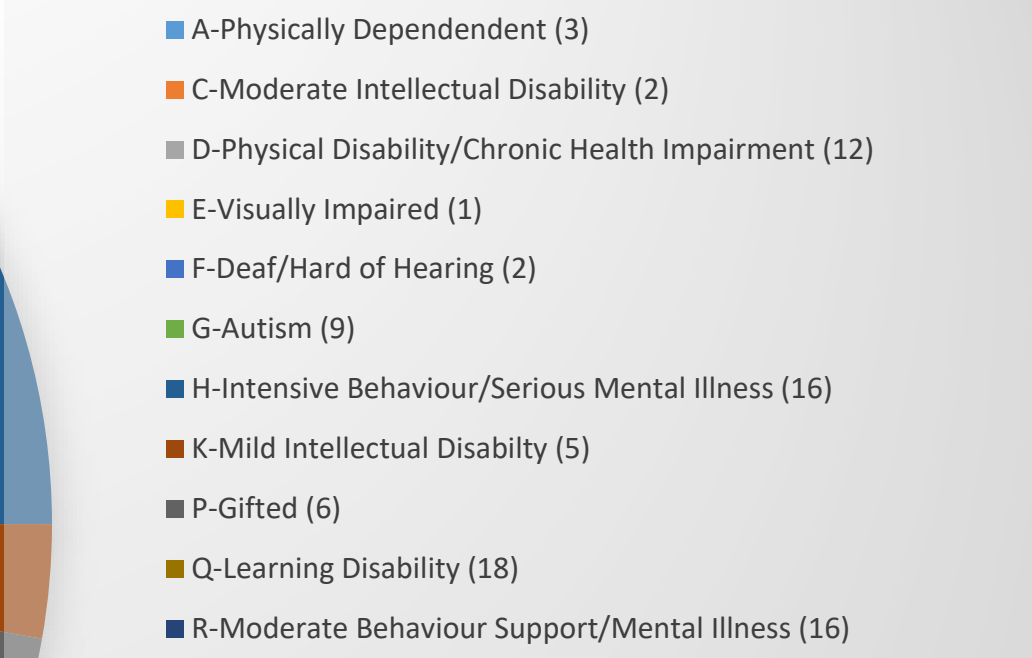 A-Physically Dependendent (3)
C-Moderate Intellectual Disability (2)
D-Physical Disability/Chronic Health Impairment (12)
E-Visually Impaired (1)
F-Deaf/Hard of Hearing (2)
G-Autism (9)
H-Intensive Behaviour/Serious Mental Illness (16)
K-Mild Intellectual Disabilty (5)
P-Gifted (6)
Q-Learning Disability (18)
R-Moderate Behaviour Support/Mental Illness (16)